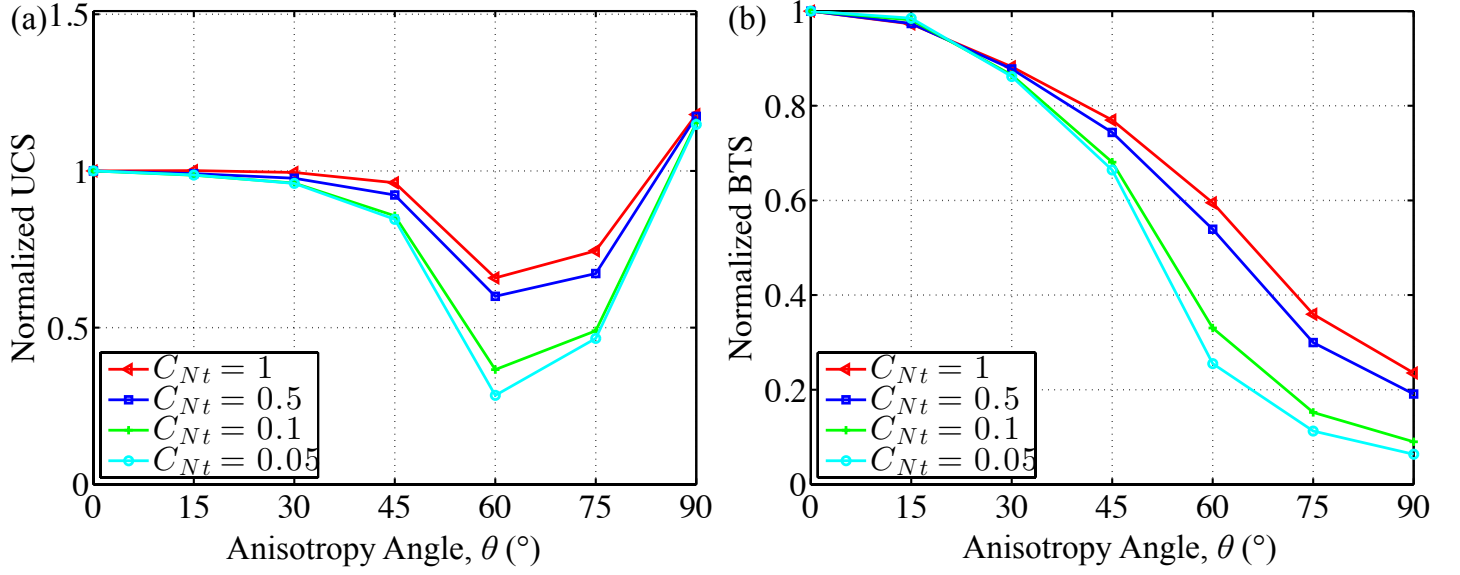 (a)
1.5
1
0.5
0
Normalized UCS
C_{Nt} = 1
C_{Nt} = 0.5
C_{Nt} = 0.1
C_{Nt} = 0.05
0 15 30 45 60 75 90
Anisotropy Angle, θ (°)
(b)
1
0.8
0.6
0.4
0.2
0
Normalized BTS
C_{Nt} = 1
C_{Nt} = 0.5
C_{Nt} = 0.1
C_{Nt} = 0.05
0 15 30 45 60 75 90
Anisotropy Angle, θ (°)